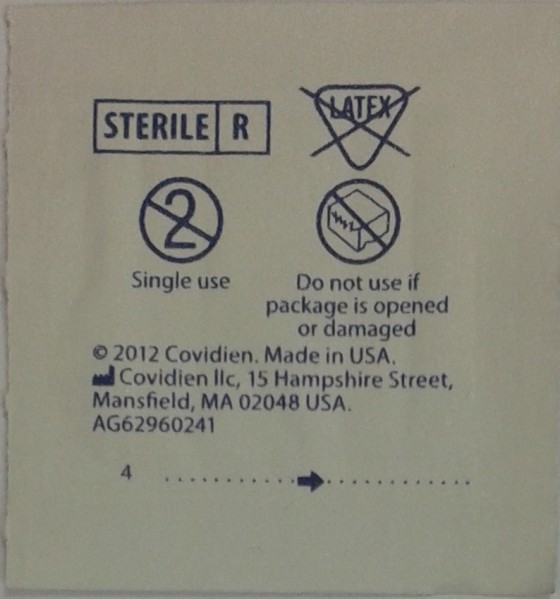 STERILE R
LATEX
2
Single use
Do not use if
package is opened
or damaged
© 2012 Covidien. Made in USA.
Covidien llc, 15 Hampshire Street,
Mansfield, MA 02048 USA.
AG62960241
4